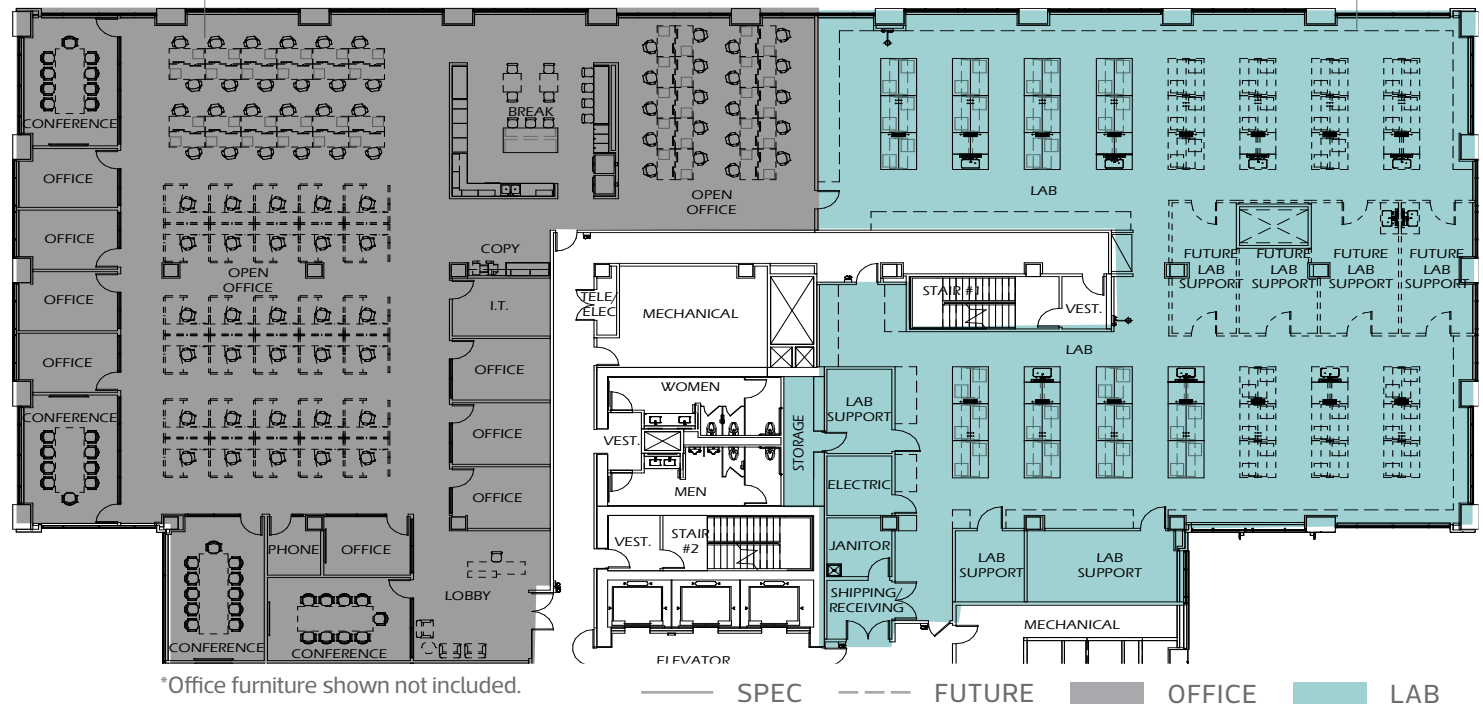 CONFERENCE
BREAK
OFFICE
LAB
OPEN
OFFICE
OFFICE
COPY
OPEN
OFFICE
FUTURE
LAB
SUPPORT
FUTURE
LAB
SUPPORT
FUTURE
LAB
SUPPORT
FUTURE
LAB
SUPPORT
OFFICE
I.T.
TELE/
ELEC
MECHANICAL
STAIR #1
VEST.
LAB
OFFICE
OFFICE
WOMEN
LAB
SUPPORT
CONFERENCE
OFFICE
VEST.
STORAGE
MEN
ELECTRIC
OFFICE
PHONE
OFFICE
VEST.
STAIR
#2
JANITOR
LAB
SUPPORT
LAB
SUPPORT
LOBBY
SHIPPING/
RECEIVING
MECHANICAL
CONFERENCE
CONFERENCE
ELEVATOR
*Office furniture shown not included.
SPEC
FUTURE
OFFICE
LAB